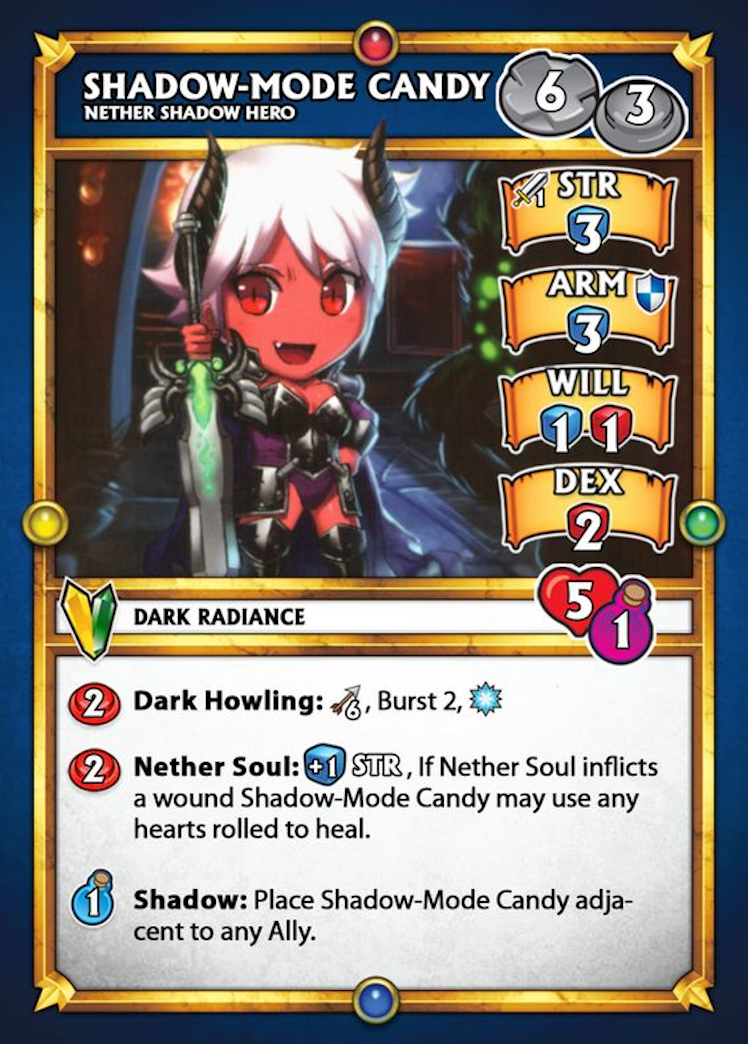 SHADOW-MODE CANDY
NETHER SHADOW HERO
6
3
1 STR
3
ARM
3
WILL
1 1
DEX
2
5
1
DARK RADIANCE
2 Dark Howling: 6, Burst 2,
2 Nether Soul: +1 STR, If Nether Soul inflicts
a wound Shadow-Mode Candy may use any
hearts rolled to heal.
1 Shadow: Place Shadow-Mode Candy adja-
cent to any Ally.